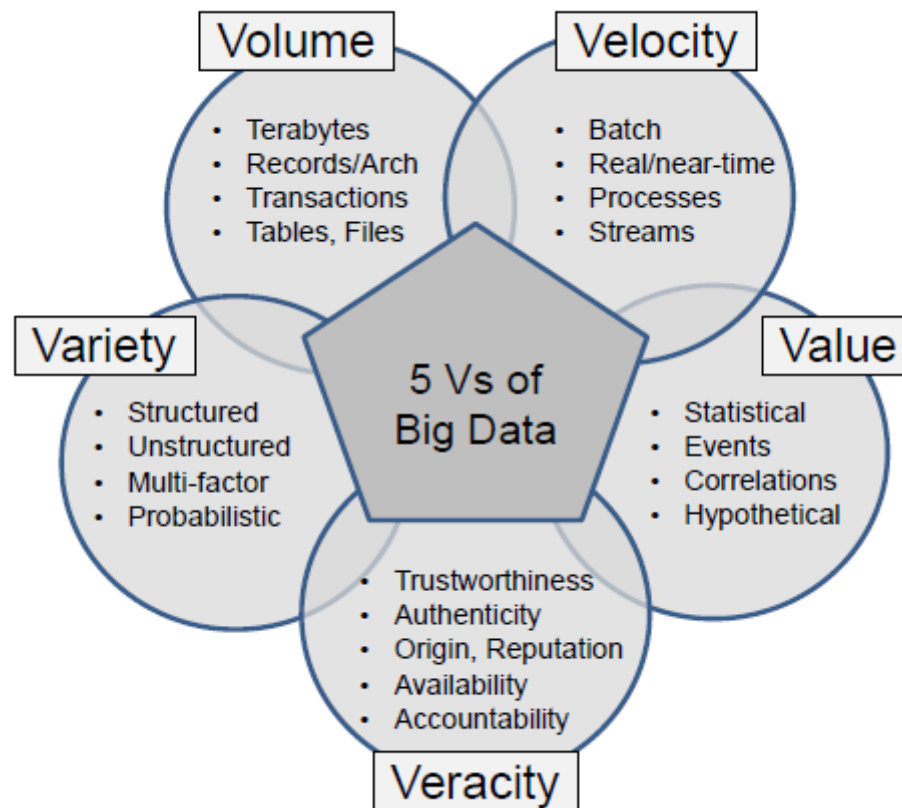 Volume
• Terabytes
• Records/Arch
• Transactions
• Tables, Files
Velocity
• Batch
• Real/near-time
• Processes
• Streams
Variety
• Structured
• Unstructured
• Multi-factor
• Probabilistic
5 Vs of
Big Data
Value
• Statistical
• Events
• Correlations
• Hypothetical
• Trustworthiness
• Authenticity
• Origin, Reputation
• Availability
• Accountability
Veracity